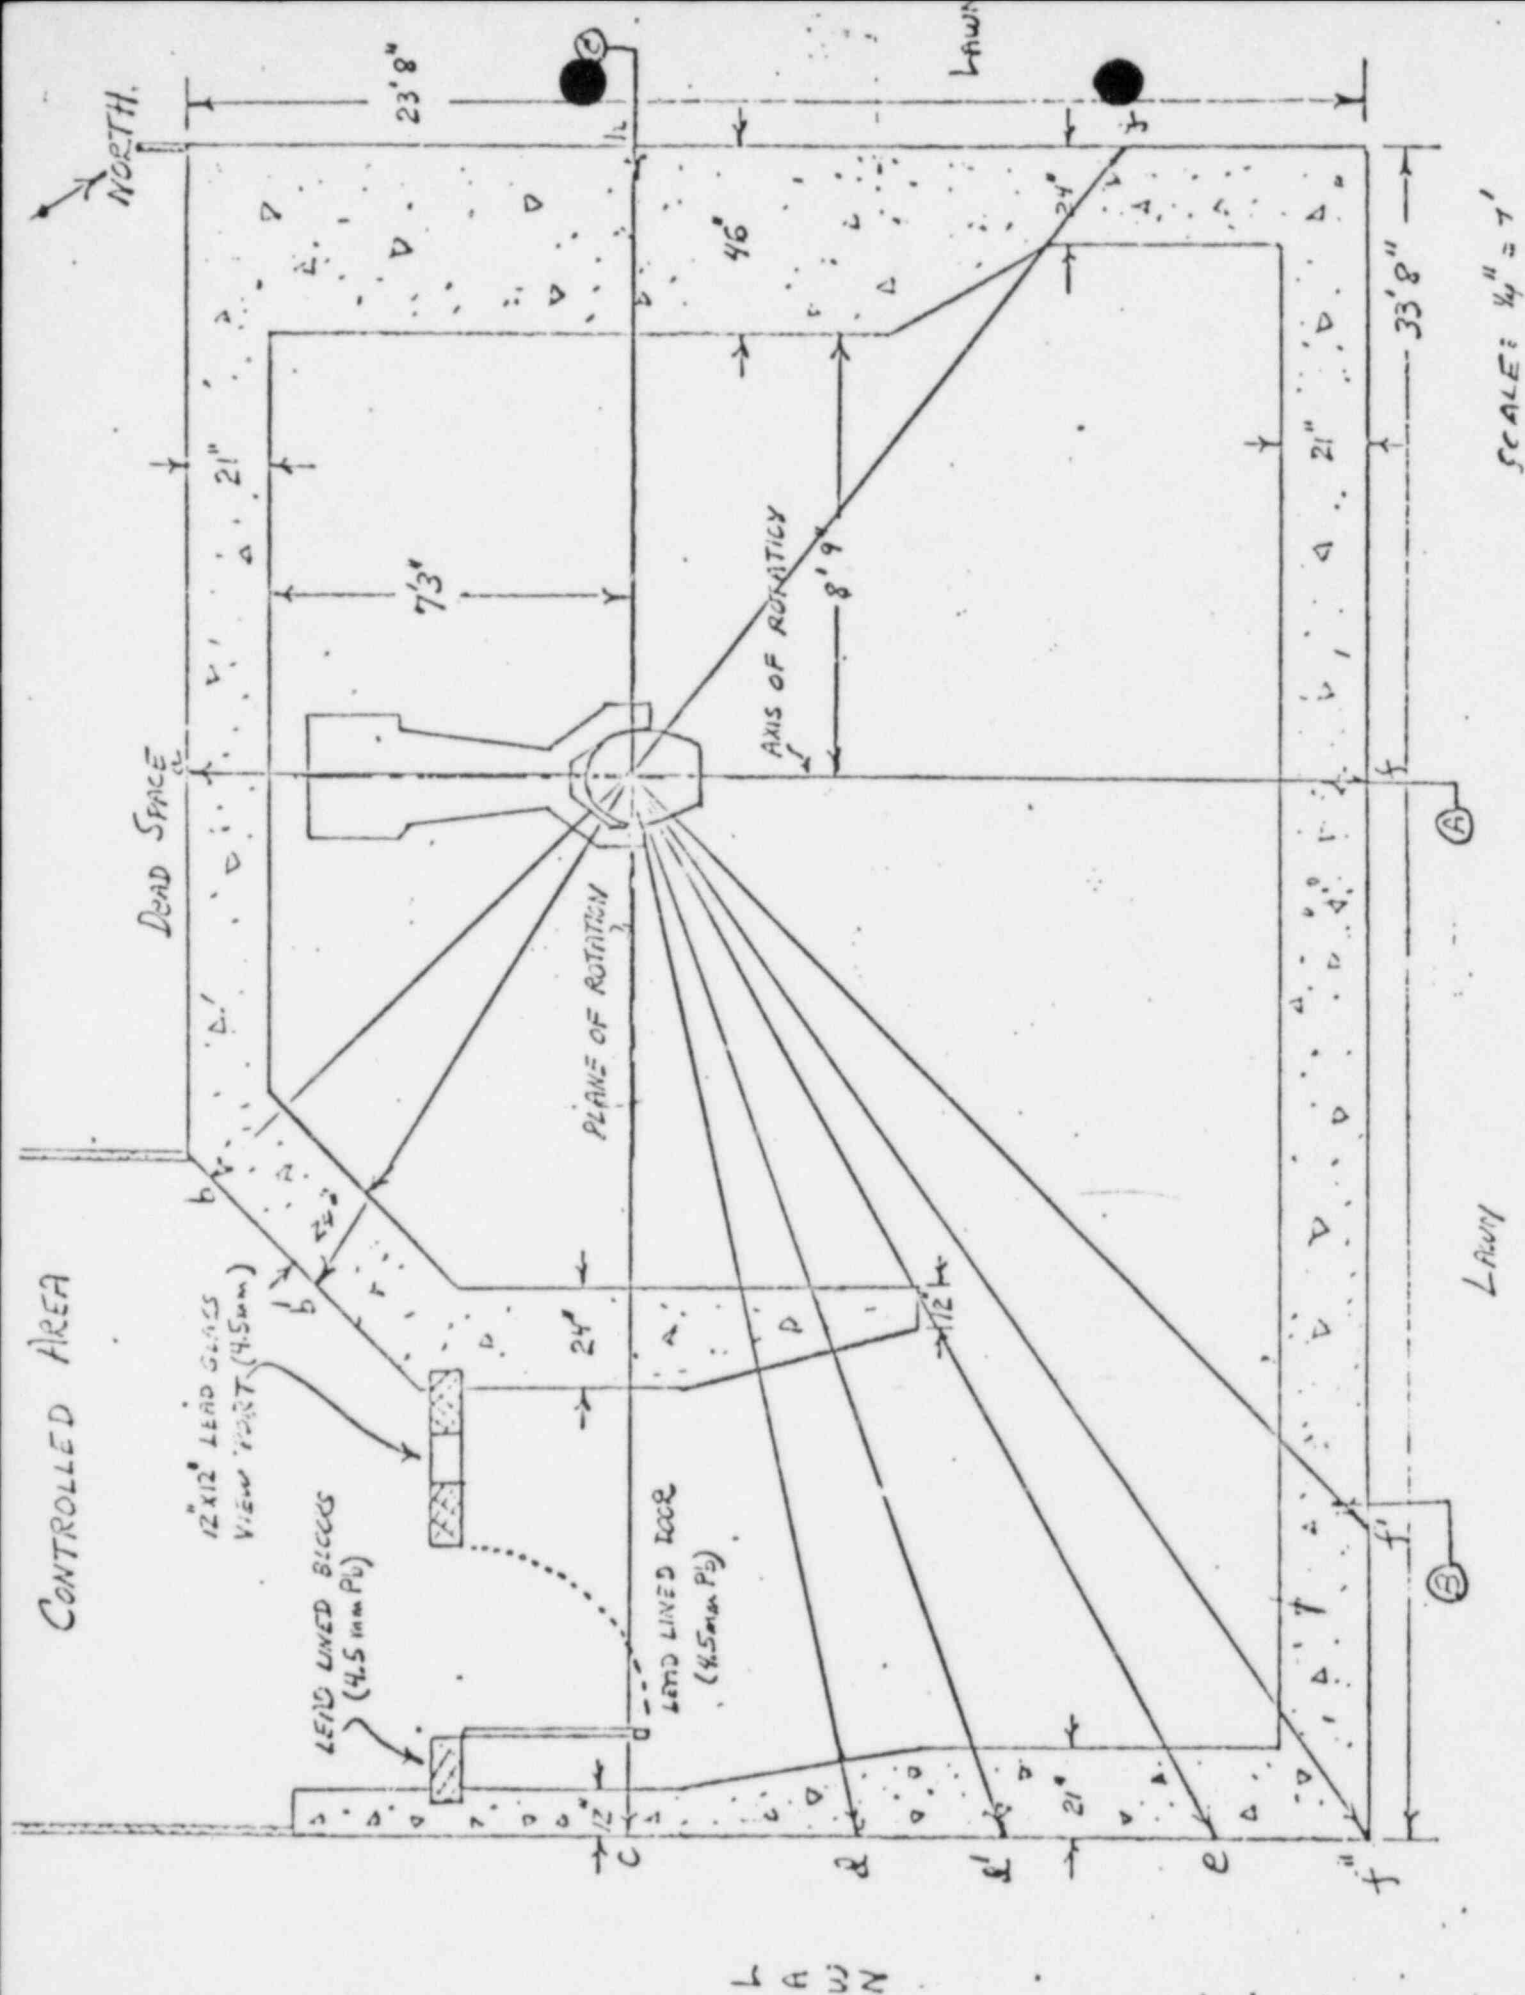 CONTROLLED AREA
DEAD SPACE
NORTH.
12"X12" LEAD GLASS
VIEW PORT (4.5mm)
LEAD LINED BLOCKS
(4.5 mm Pb)
LEAD LINED DOOR
(4.5mm Pb)
PLANE OF ROTATION
AXIS OF ROTATION
23' 8"
21"
7'3"
46"
24"
8' 9"
24"
12"
12"
21"
21"
33' 8"
a
b
b
c
d
d'
e
f"
f'
f
j
A
B
C
LAWN
LAWN
L
A
W
N
SCALE: ¼" = 1'